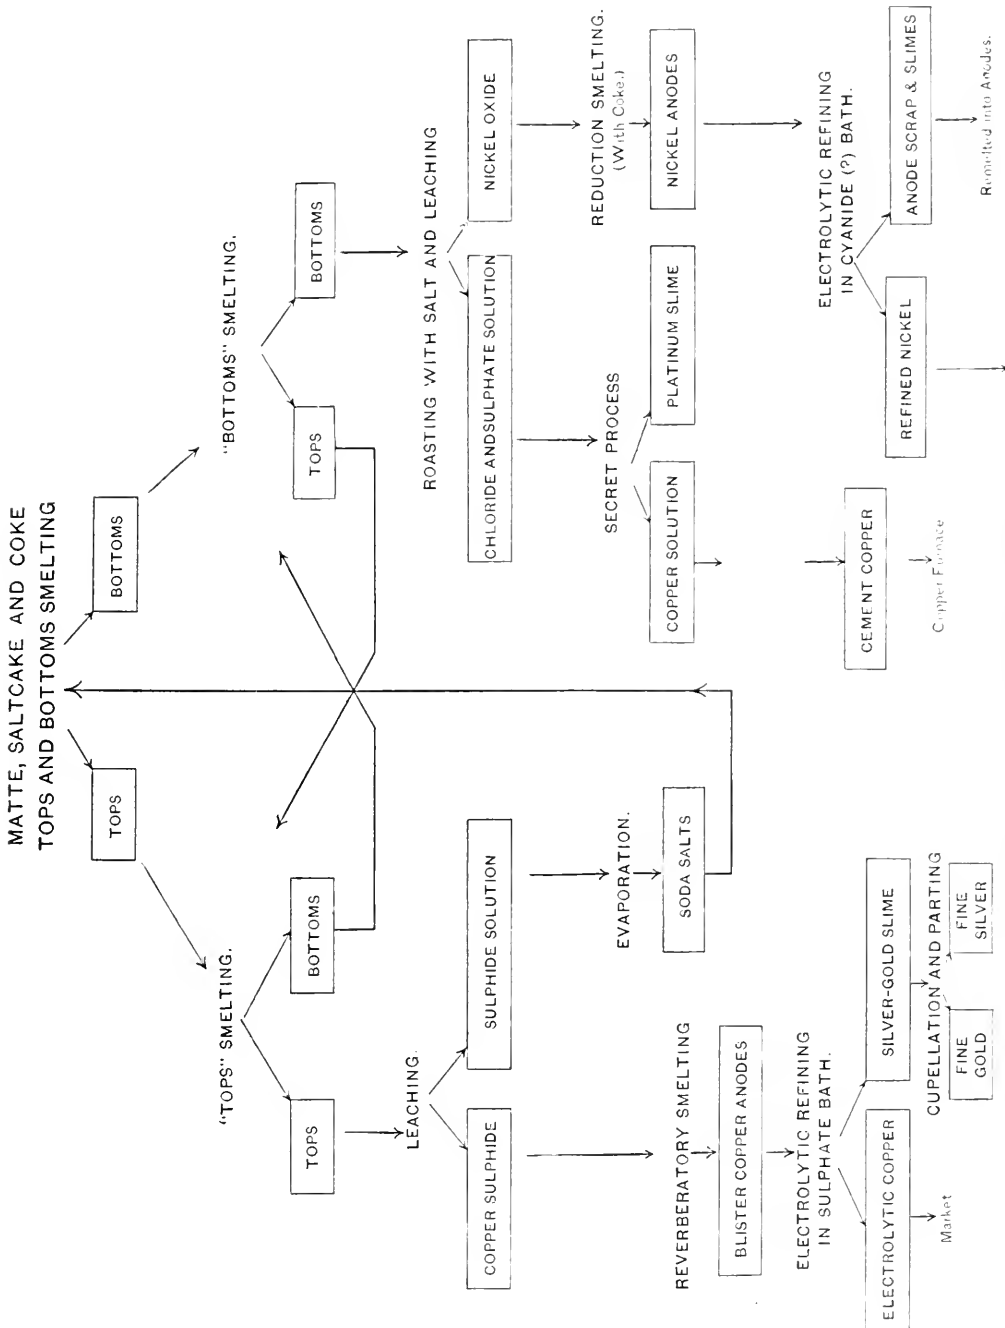 MATTE, SALTCAKE AND COKE
TOPS AND BOTTOMS SMELTING
TOPS
BOTTOMS
"TOPS" SMELTING.
"BOTTOMS" SMELTING.
TOPS
BOTTOMS
TOPS
BOTTOMS
LEACHING.
ROASTING WITH SALT AND LEACHING
COPPER SULPHIDE
SULPHIDE SOLUTION
CHLORIDE ANDSULPHATE SOLUTION
NICKEL OXIDE
EVAPORATION.
SECRET PROCESS
REDUCTION SMELTING.
(With Coke.)
REVERBERATORY SMELTING
SODA SALTS
COPPER SOLUTION
PLATINUM SLIME
NICKEL ANODES
BLISTER COPPER ANODES
ELECTROLYTIC REFINING
IN SULPHATE BATH.
ELECTROLYTIC REFINING
IN CYANIDE (?) BATH.
ELECTROLYTIC COPPER
SILVER-GOLD SLIME
CEMENT COPPER
REFINED NICKEL
ANODE SCRAP & SLIMES
Market
CUPELLATION AND PARTING
Copper Furnace
Remelted into Anodes.
FINE
GOLD
FINE
SILVER